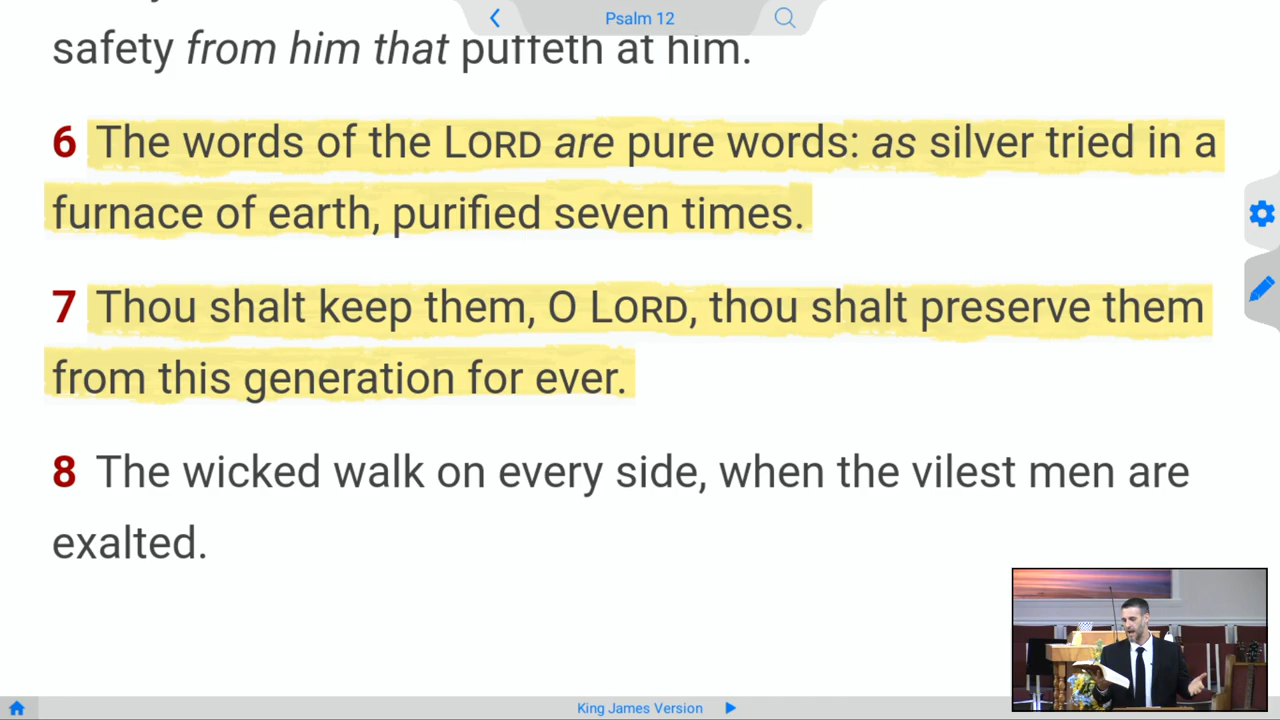 Psalm 12
safety from him that puffeth at him.
6 The words of the LORD are pure words: as silver tried in a
furnace of earth, purified seven times.
7 Thou shalt keep them, O LORD, thou shalt preserve them
from this generation for ever.
8 The wicked walk on every side, when the vilest men are
exalted.
King James Version